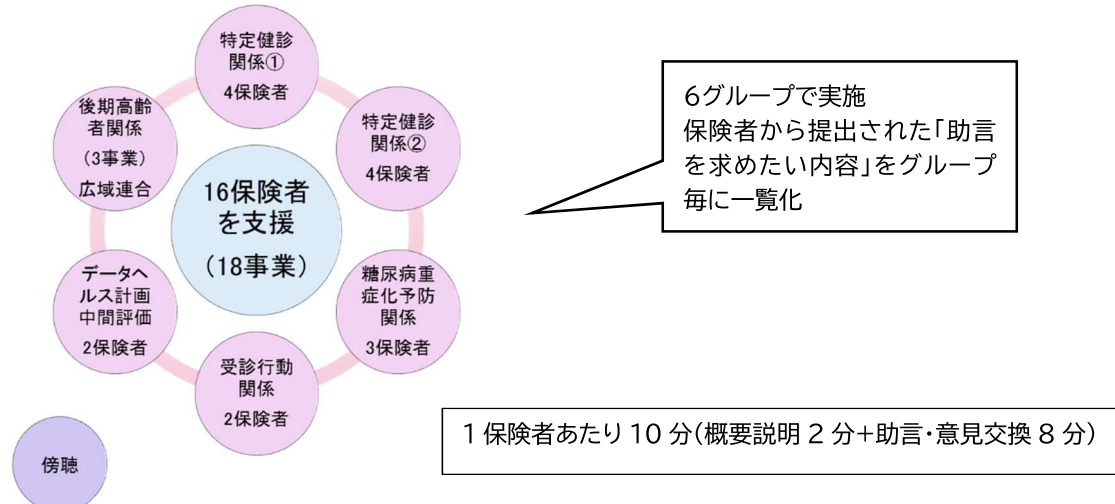 特定健診
関係①
4保険者
特定健診
関係②
4保険者
糖尿病重
症化予防
関係
3保険者
受診行動
関係
2保険者
データヘ
ルス計画
中間評価
2保険者
後期高齢
者関係
(3事業)
広域連合
16保険者
を支援
(18事業)
傍聴
6グループで実施
保険者から提出された「助言
を求めたい内容」をグループ
毎に一覧化
1保険者あたり10分(概要説明2分+助言・意見交換8分)